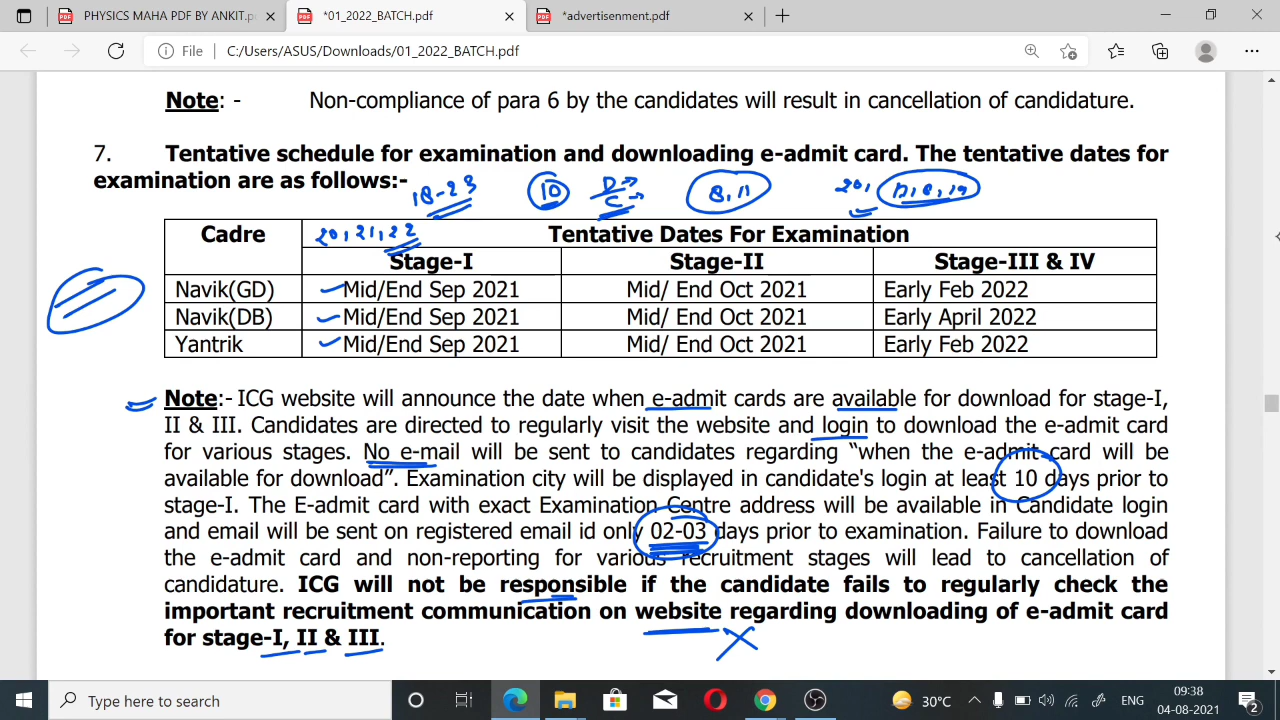 PHYSICS MAHA PDF BY ANKIT.p
*01_2022_BATCH.pdf
*advertisenment.pdf
File | C:/Users/ASUS/Downloads/01_2022_BATCH.pdf
Note: - Non-compliance of para 6 by the candidates will result in cancellation of candidature.
7. Tentative schedule for examination and downloading e-admit card. The tentative dates for
examination are as follows:-
18-23 10 D C 8, 11 20,
20, 21, 22
Cadre Tentative Dates For Examination
Stage-I Stage-II Stage-III & IV
Navik(GD) Mid/End Sep 2021 Mid/ End Oct 2021 Early Feb 2022
Navik(DB) Mid/End Sep 2021 Mid/ End Oct 2021 Early April 2022
Yantrik Mid/End Sep 2021 Mid/ End Oct 2021 Early Feb 2022
Note:- ICG website will announce the date when e-admit cards are available for download for stage-I,
II & III. Candidates are directed to regularly visit the website and login to download the e-admit card
for various stages. No e-mail will be sent to candidates regarding “when the e-admit card will be
available for download”. Examination city will be displayed in candidate's login at least 10 days prior to
stage-I. The E-admit card with exact Examination Centre address will be available in Candidate login
and email will be sent on registered email id only 02-03 days prior to examination. Failure to download
the e-admit card and non-reporting for various recruitment stages will lead to cancellation of
candidature. ICG will not be responsible if the candidate fails to regularly check the
important recruitment communication on website regarding downloading of e-admit card
for stage-I, II & III.
Type here to search
30°C
ENG
09:38
04-08-2021
2